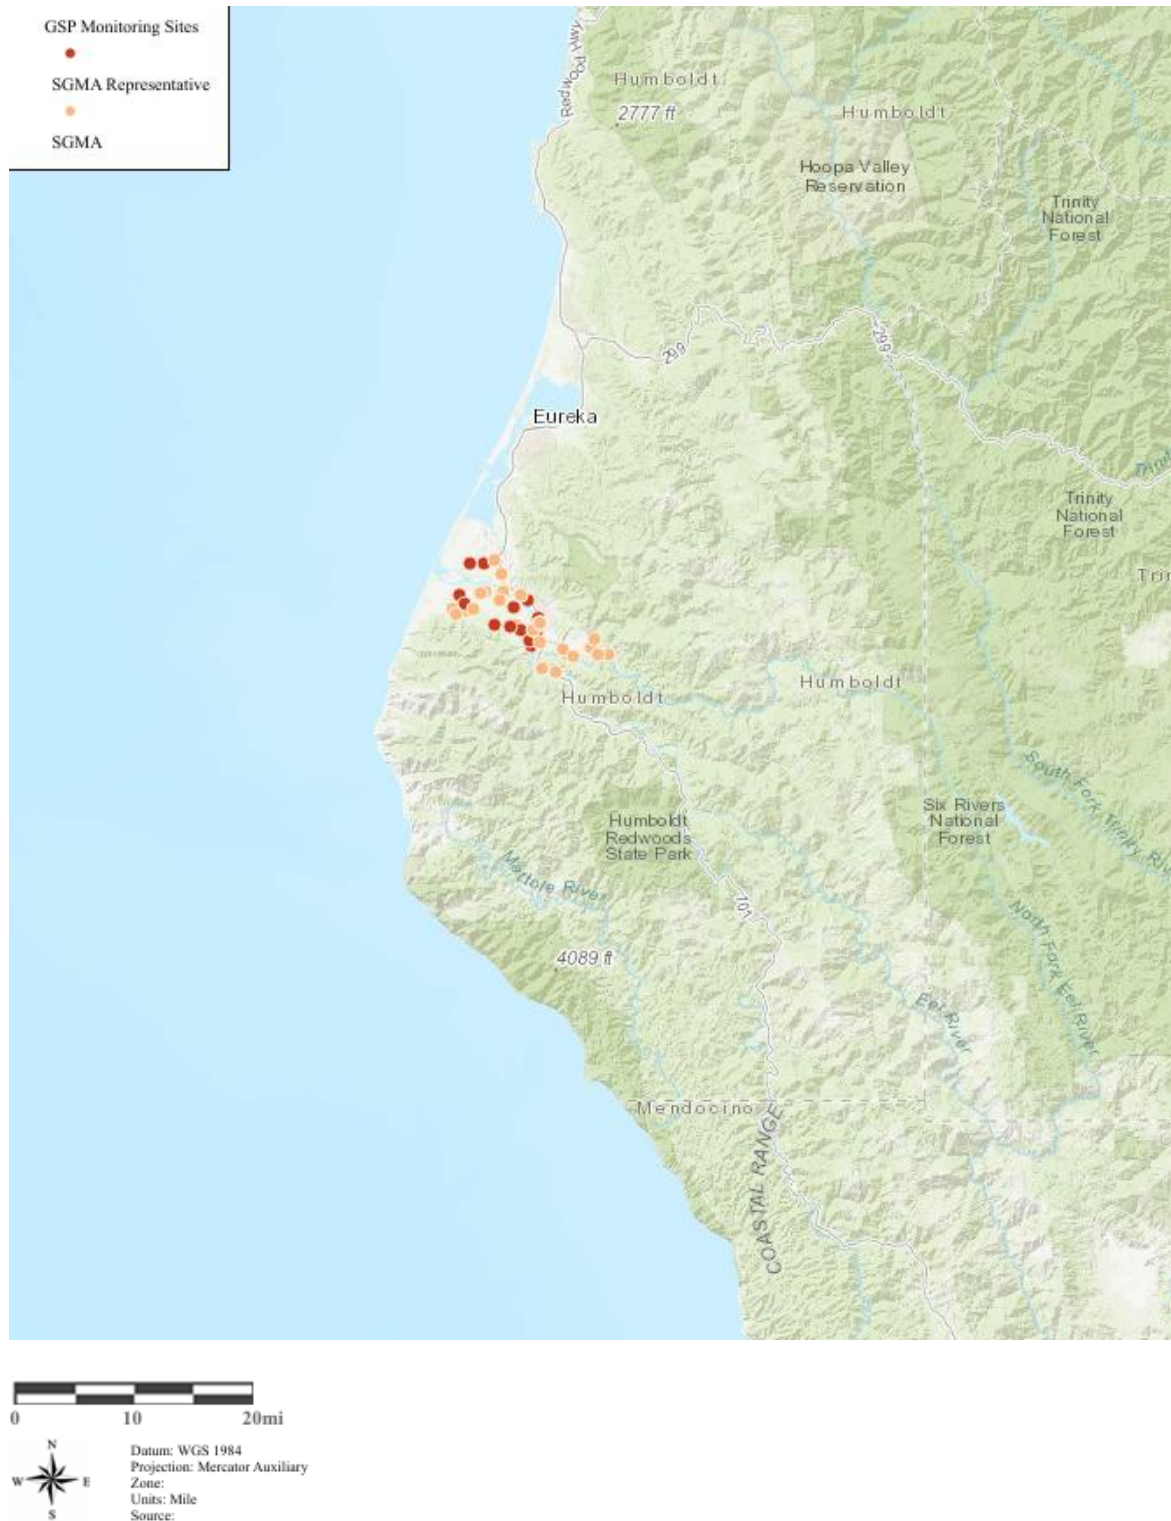 GSP Monitoring Sites
SGMA Representative
SGMA
Redwood Hwy
Humboldt
2777 ft
Humboldt
Hoopa Valley
Reservation
Trinity
National
Forest
299
299
Eureka
Trinity
National
Forest
Humboldt
Humboldt
South Fork Trinity
Six Rivers
National
Forest
Humboldt
Redwoods
State Park
Mattole River
101
North Fork Eel River
4089 ft
Eel River
Mendocino
COASTAL RANGE
0 10 20mi
N
W E
S
Datum: WGS 1984
Projection: Mercator Auxiliary
Zone:
Units: Mile
Source: